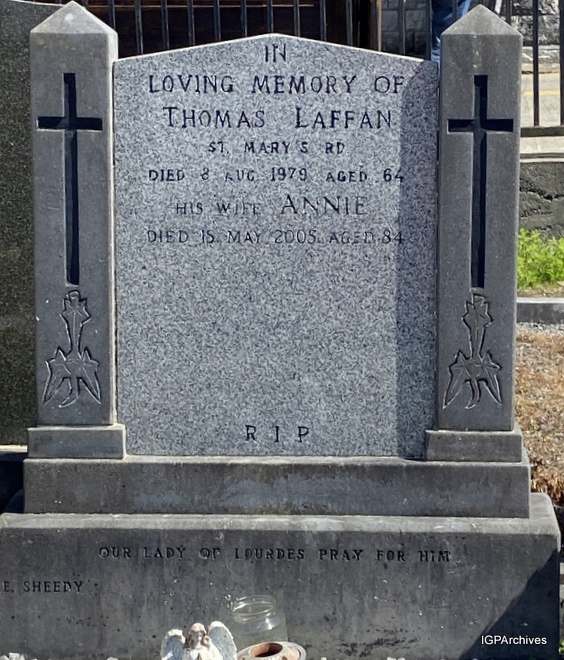 IN
LOVING MEMORY OF
THOMAS LAFFAN
ST. MARY'S RD
DIED 8 AUG. 1979 AGED 64
HIS WIFE ANNIE
DIED 15. MAY 2005. AGED 84
R I P
OUR LADY OF LOURDES PRAY FOR HIM
E. SHEEDY
IGPArchives